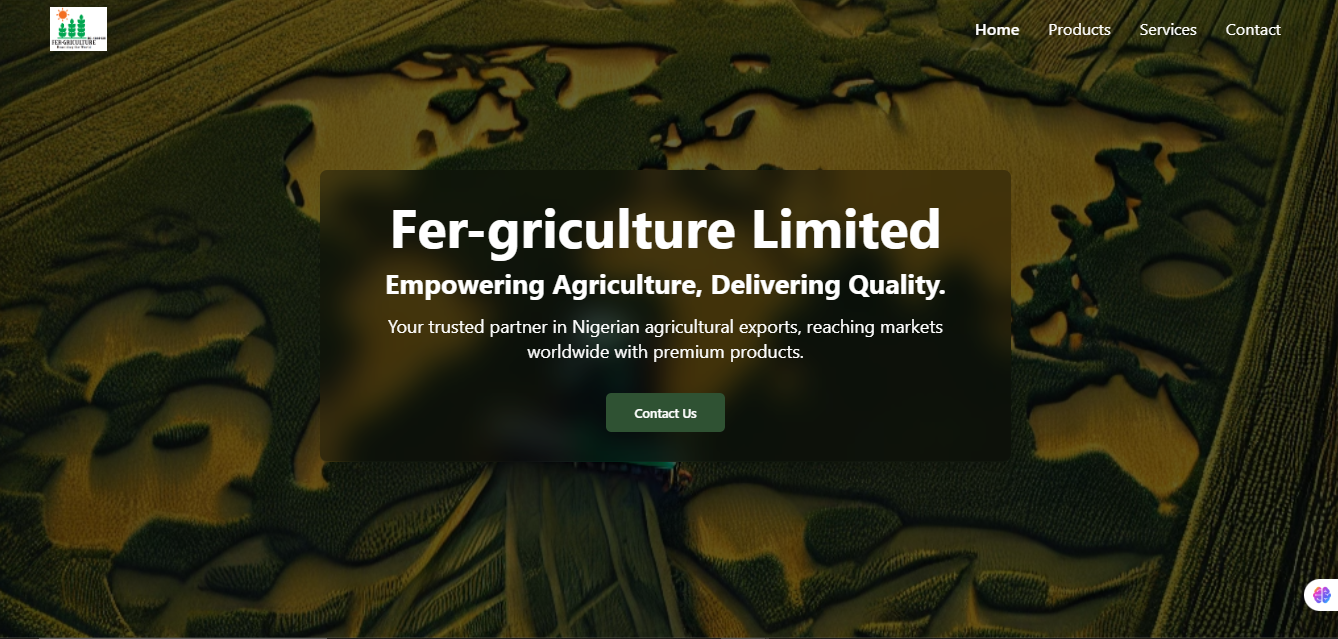 FER-GRICULTURE
Home
Products
Services
Contact
Fer-griculture Limited
Empowering Agriculture, Delivering Quality.
Your trusted partner in Nigerian agricultural exports, reaching markets
worldwide with premium products.
Contact Us